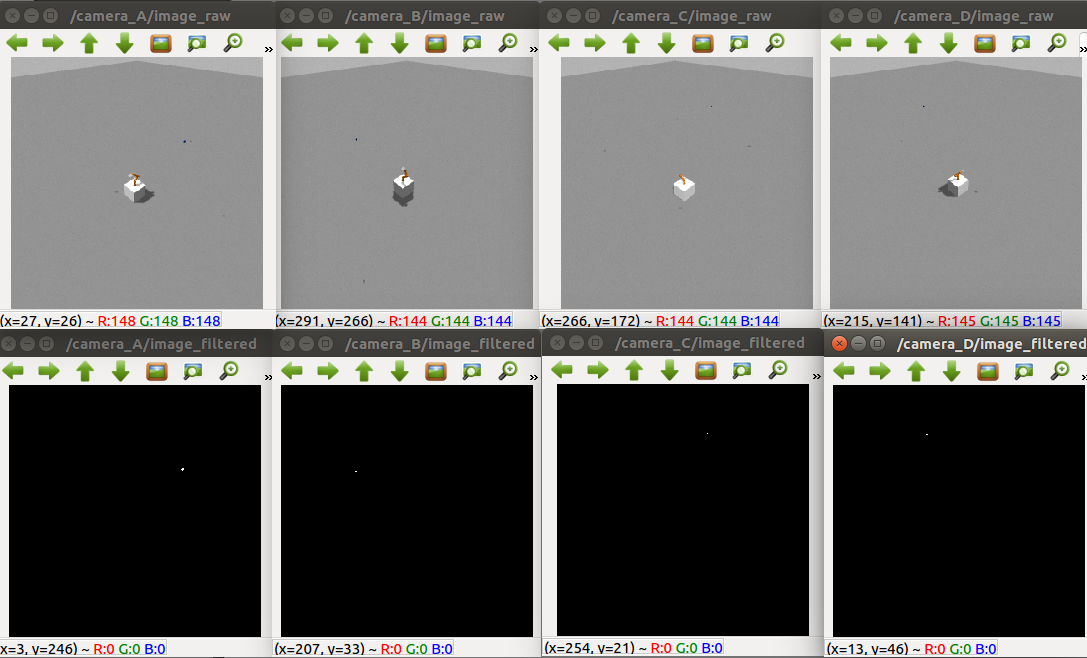 /camera_A/image_raw
/camera_B/image_raw
/camera_C/image_raw
/camera_D/image_raw
»
»
»
»
(x=27, y=26) ~ R:148 G:148 B:148
(x=291, y=266) ~ R:144 G:144 B:144
(x=266, y=172) ~ R:144 G:144 B:144
(x=215, y=141) ~ R:145 G:145 B:145
/camera_A/image_filtered
/camera_B/image_filtered
/camera_C/image_filtered
/camera_D/image_filtered
»
»
»
»
x=3, y=246) ~ R:0 G:0 B:0
(x=207, y=33) ~ R:0 G:0 B:0
(x=254, y=21) ~ R:0 G:0 B:0
(x=13, y=46) ~ R:0 G:0 B:0